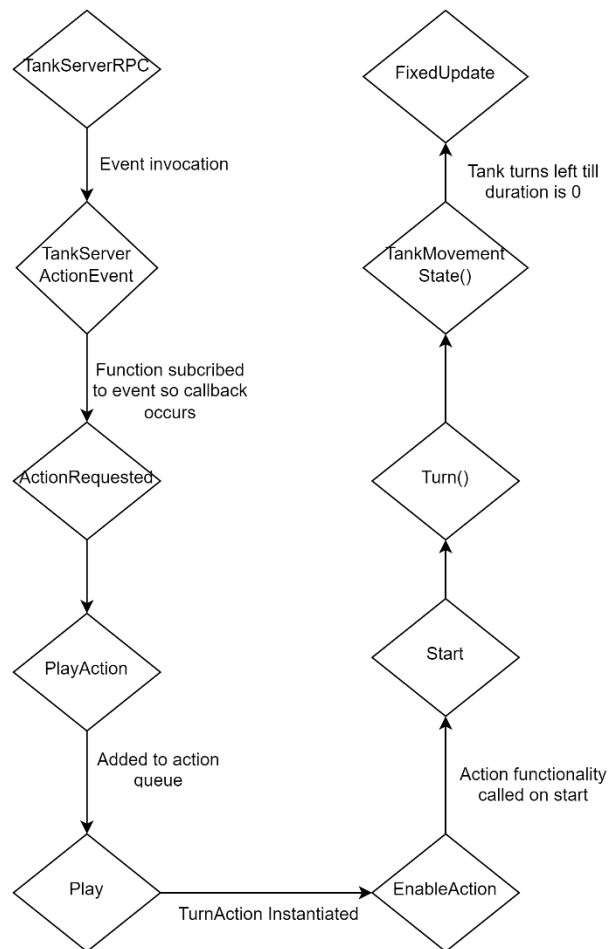 TankServerRPC
Event invocation
TankServer
ActionEvent
Function subcribed
to event so callback
occurs
ActionRequested
PlayAction
Added to action
queue
Play
TurnAction Instantiated
EnableAction
Action functionality
called on start
Start
Turn()
TankMovement
State()
Tank turns left till
duration is 0
FixedUpdate